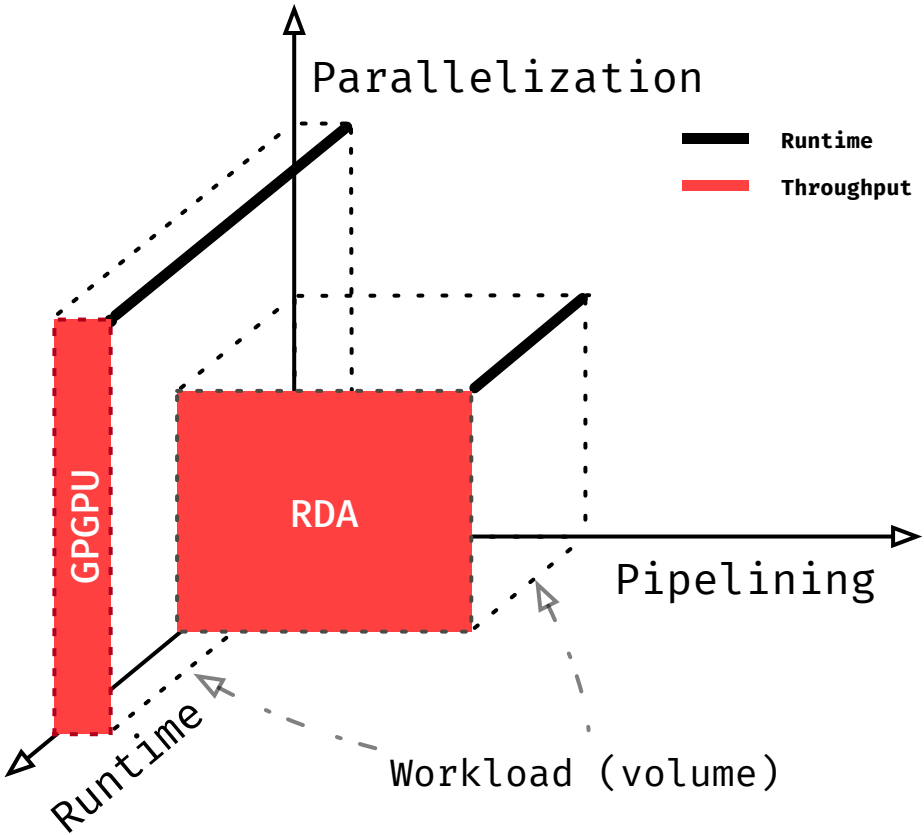 Parallelization
Runtime
Throughput
GPGPU
RDA
Pipelining
Runtime
Workload (volume)